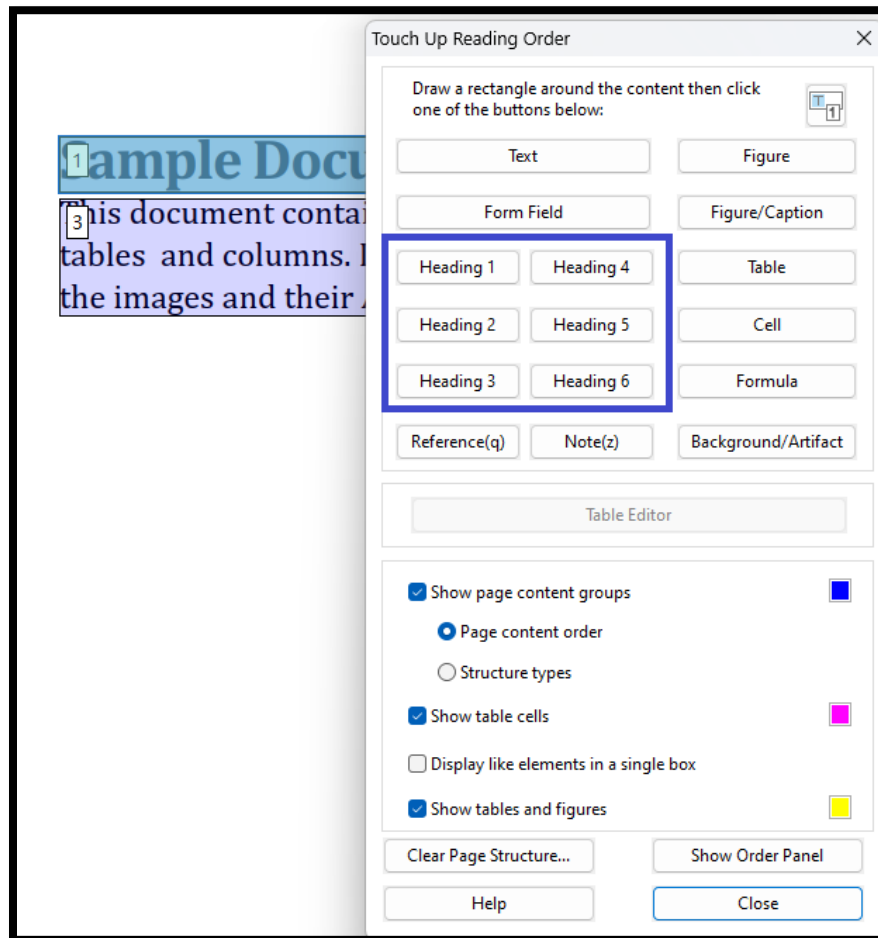 Touch Up Reading Order
Draw a rectangle around the content then click
one of the buttons below:
T
1
Text
Figure
Form Field
Figure/Caption
Heading 1
Heading 4
Table
Heading 2
Heading 5
Cell
Heading 3
Heading 6
Formula
Reference(q)
Note(z)
Background/Artifact
Table Editor
Show page content groups
Page content order
Structure types
Show table cells
Display like elements in a single box
Show tables and figures
Clear Page Structure...
Show Order Panel
Help
Close
1
Sample Docu
3
This document contai
tables and columns.
the images and their